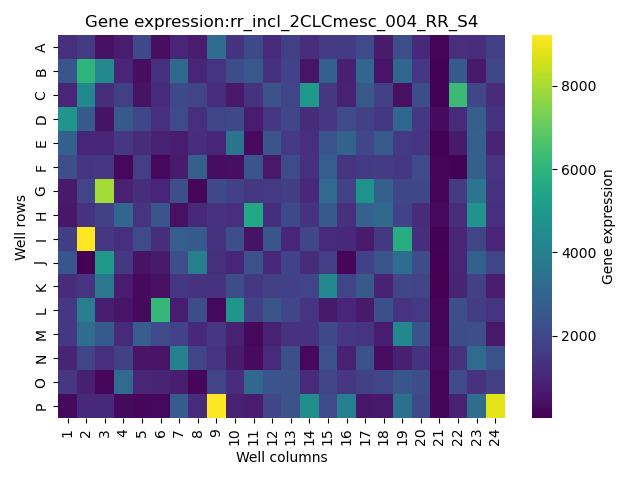 Gene expression:rr_incl_2CLCmesc_004_RR_S4
Well rows
A
B
C
D
E
F
G
H
I
J
K
L
M
N
O
P
1 2 3 4 5 6 7 8 9 10 11 12 13 14 15 16 17 18 19 20 21 22 23 24
Well columns
8000
6000
4000
2000
Gene expression